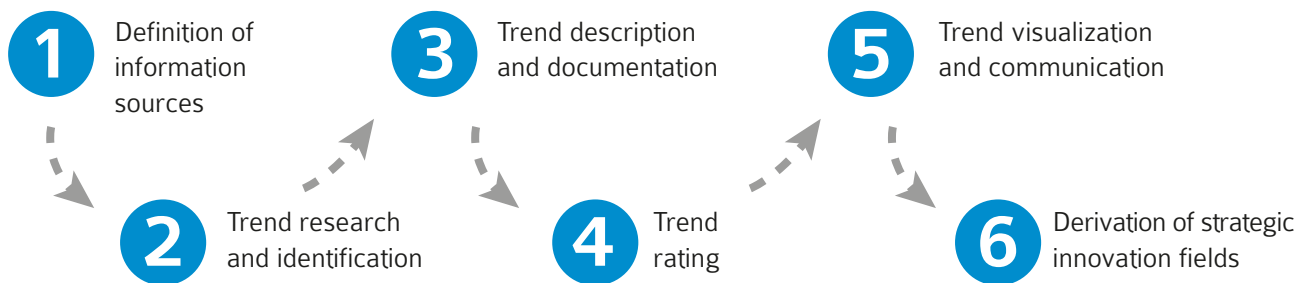 1
Definition of
information
sources
2
Trend research
and identification
3
Trend description
and documentation
4
Trend
rating
5
Trend visualization
and communication
6
Derivation of strategic
innovation fields